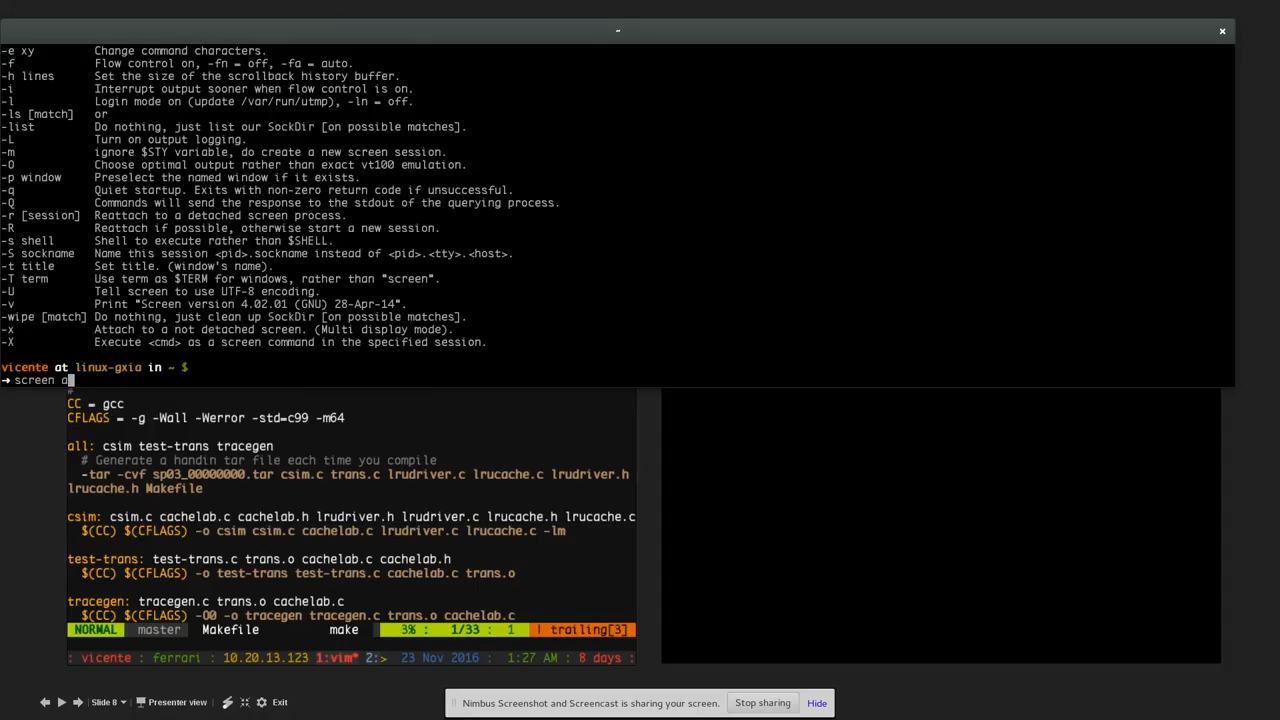 ~
×
-e xy Change command characters.
-f Flow control on, -fn = off, -fa = auto.
-h lines Set the size of the scrollback history buffer.
-i Interrupt output sooner when flow control is on.
-l Login mode on (update /var/run/utmp), -ln = off.
-ls [match] or
-list Do nothing, just list our SockDir [on possible matches].
-L Turn on output logging.
-m ignore $STY variable, do create a new screen session.
-O Choose optimal output rather than exact vt100 emulation.
-p window Preselect the named window if it exists.
-q Quiet startup. Exits with non-zero return code if unsuccessful.
-Q Commands will send the response to the stdout of the querying process.
-r [session] Reattach to a detached screen process.
-R Reattach if possible, otherwise start a new session.
-s shell Shell to execute rather than $SHELL.
-S sockname Name this session <pid>.sockname instead of <pid>.<tty>.<host>.
-t title Set title. (window's name).
-T term Use term as $TERM for windows, rather than "screen".
-U Tell screen to use UTF-8 encoding.
-v Print "Screen version 4.02.01 (GNU) 28-Apr-14".
-wipe [match] Do nothing, just clean up SockDir [on possible matches].
-x Attach to a not detached screen. (Multi display mode).
-X Execute <cmd> as a screen command in the specified session.
vicente at linux-gxia in ~ $
➜ screen a
#
CC = gcc
CFLAGS = -g -Wall -Werror -std=c99 -m64
all: csim test-trans tracegen
# Generate a handin tar file each time you compile
-tar -cvf sp03_00000000.tar csim.c trans.c lrudriver.c lrucache.c lrudriver.h
lrucache.h Makefile
csim: csim.c cachelab.c cachelab.h lrudriver.h lrudriver.c lrucache.h lrucache.c
$(CC) $(CFLAGS) -o csim csim.c cachelab.c lrudriver.c lrucache.c -lm
test-trans: test-trans.c trans.o cachelab.c cachelab.h
$(CC) $(CFLAGS) -o test-trans test-trans.c cachelab.c trans.o
tracegen: tracegen.c trans.o cachelab.c
$(CC) $(CFLAGS) -O0 -o tracegen tracegen.c trans.o cachelab.c
NORMAL master Makefile make 3% : 1/33 : 1 ! trailing[3]
: vicente : ferrari : 10.20.13.123 1:vim* 2:> 23 Nov 2016 : 1:27 AM : 8 days :
Slide 8 Presenter view Exit
Nimbus Screenshot and Screencast is sharing your screen. Stop sharing Hide